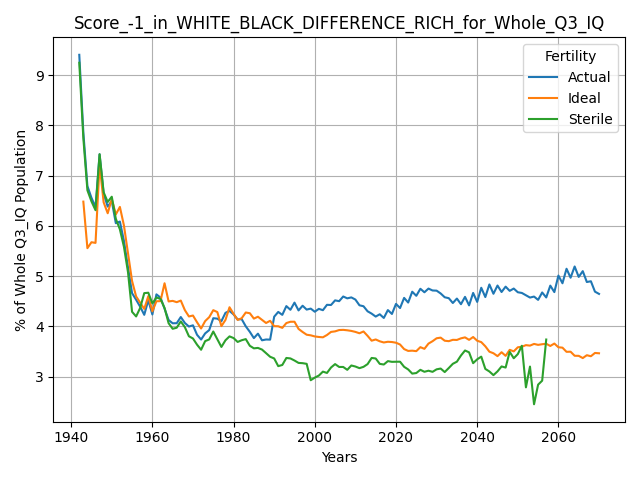 Score_-1_in_WHITE_BLACK_DIFFERENCE_RICH_for_Whole_Q3_IQ
Fertility
Actual
Ideal
Sterile
% of Whole Q3_IQ Population
9
8
7
6
5
4
3
1940
1960
1980
2000
2020
2040
2060
Years